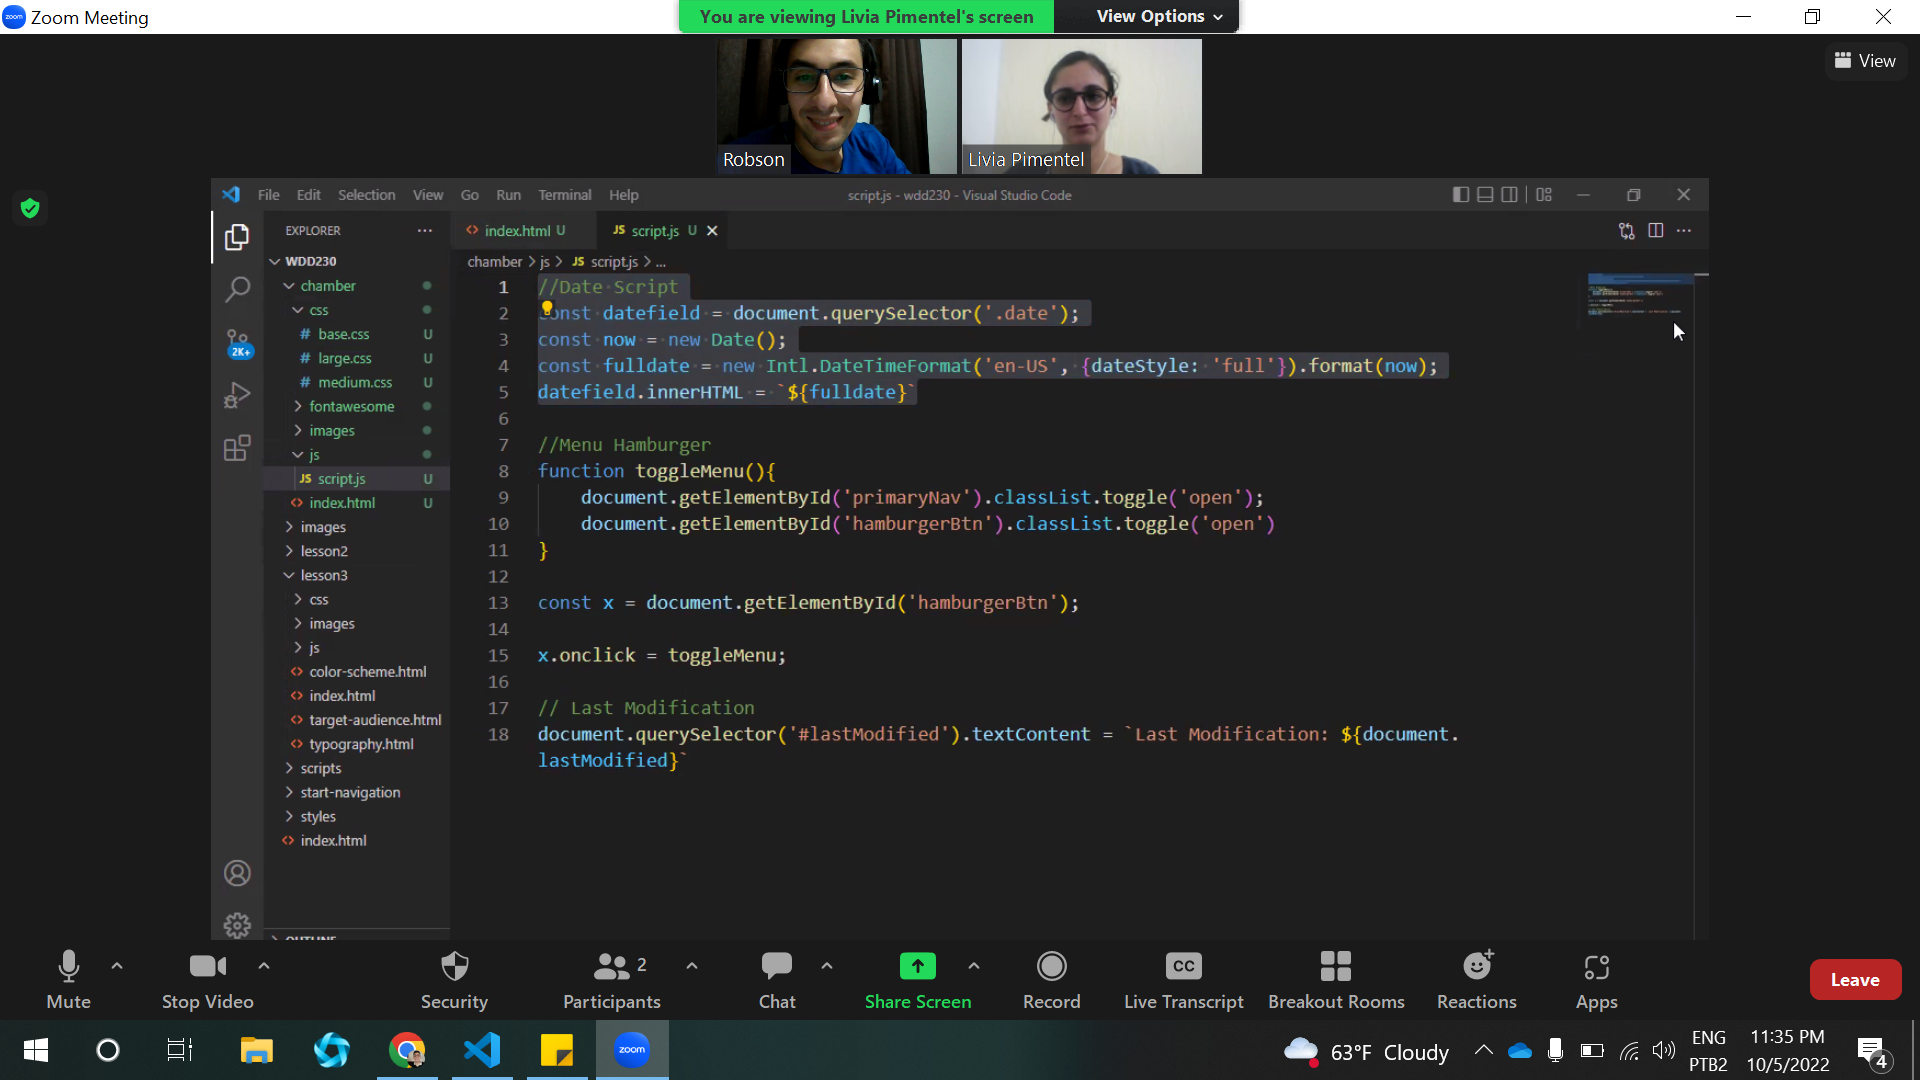 zoom Zoom Meeting
You are viewing Livia Pimentel's screen
View Options
View
Robson
Livia Pimentel
File Edit Selection View Go Run Terminal Help
script.js - wdd230 - Visual Studio Code
EXPLORER
index.html U
JS script.js U
chamber > js > JS script.js > ...
WDD230
chamber
css
# base.css U
# large.css U
# medium.css U
fontawesome
images
js
JS script.js U
<> index.html U
images
lesson2
lesson3
css
images
js
<> color-scheme.html
<> index.html
<> target-audience.html
<> typography.html
scripts
start-navigation
styles
<> index.html
OUTLINE
2K+
1 //Date Script
2 const datefield = document.querySelector('.date');
3 const now = new Date();
4 const fulldate = new Intl.DateTimeFormat('en-US', {dateStyle: 'full'}).format(now);
5 datefield.innerHTML = `${fulldate}`
6
7 //Menu Hamburger
8 function toggleMenu(){
9 document.getElementById('primaryNav').classList.toggle('open');
10 document.getElementById('hamburgerBtn').classList.toggle('open')
11 }
12
13 const x = document.getElementById('hamburgerBtn');
14
15 x.onclick = toggleMenu;
16
17 // Last Modification
18 document.querySelector('#lastModified').textContent = `Last Modification: ${document.
lastModified}`
Mute
Stop Video
Security
2
Participants
Chat
Share Screen
Record
CC
Live Transcript
Breakout Rooms
Reactions
Apps
Leave
zoom
63°F Cloudy
ENG
PTB2
11:35 PM
10/5/2022
4